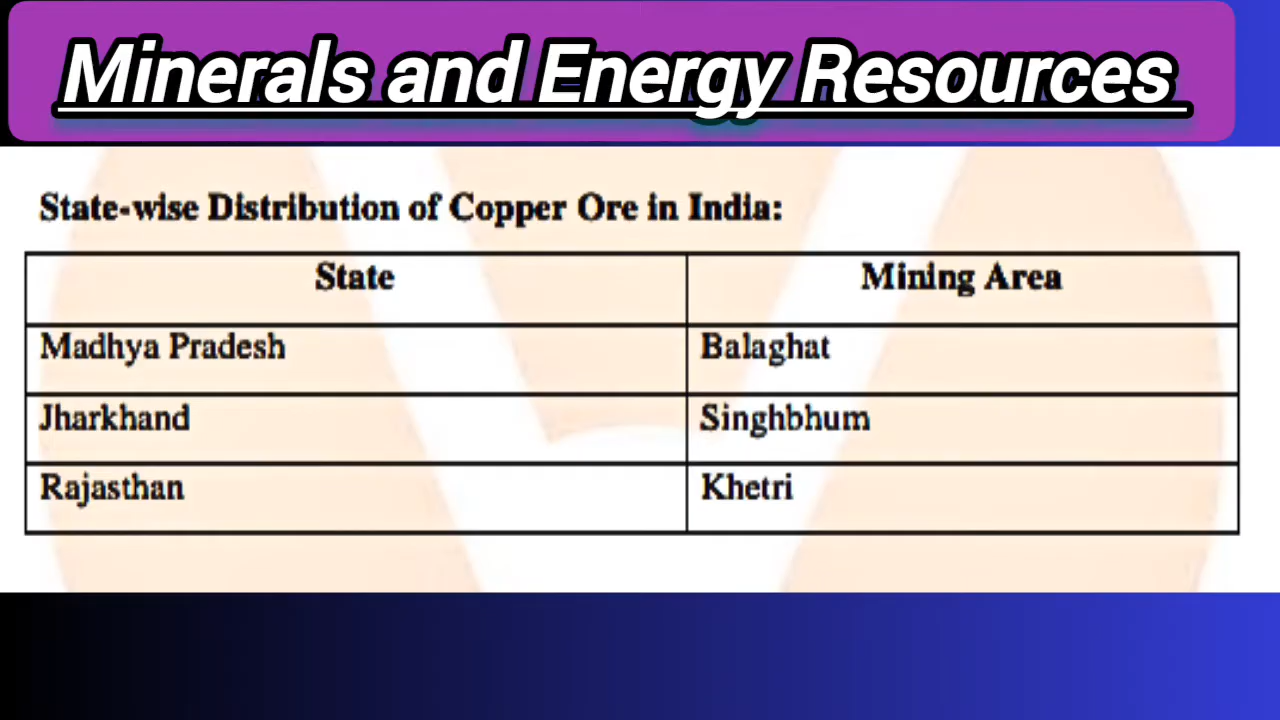 Minerals and Energy Resources
State-wise Distribution of Copper Ore in India:
State Mining Area
Madhya Pradesh Balaghat
Jharkhand Singhbhum
Rajasthan Khetri